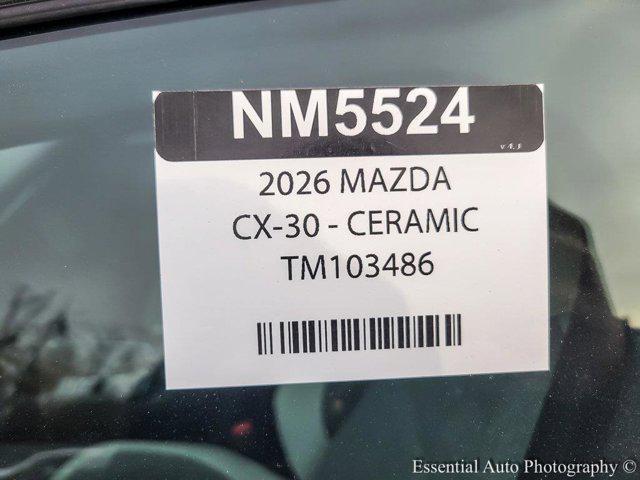 NM5524
2026 MAZDA
CX-30 - CERAMIC
TM103486
Essential Auto Photography ©